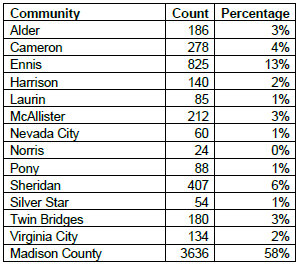 Community Count Percentage
Alder 186 3%
Cameron 278 4%
Ennis 825 13%
Harrison 140 2%
Laurin 85 1%
McAllister 212 3%
Nevada City 60 1%
Norris 24 0%
Pony 88 1%
Sheridan 407 6%
Silver Star 54 1%
Twin Bridges 180 3%
Virginia City 134 2%
Madison County 3636 58%